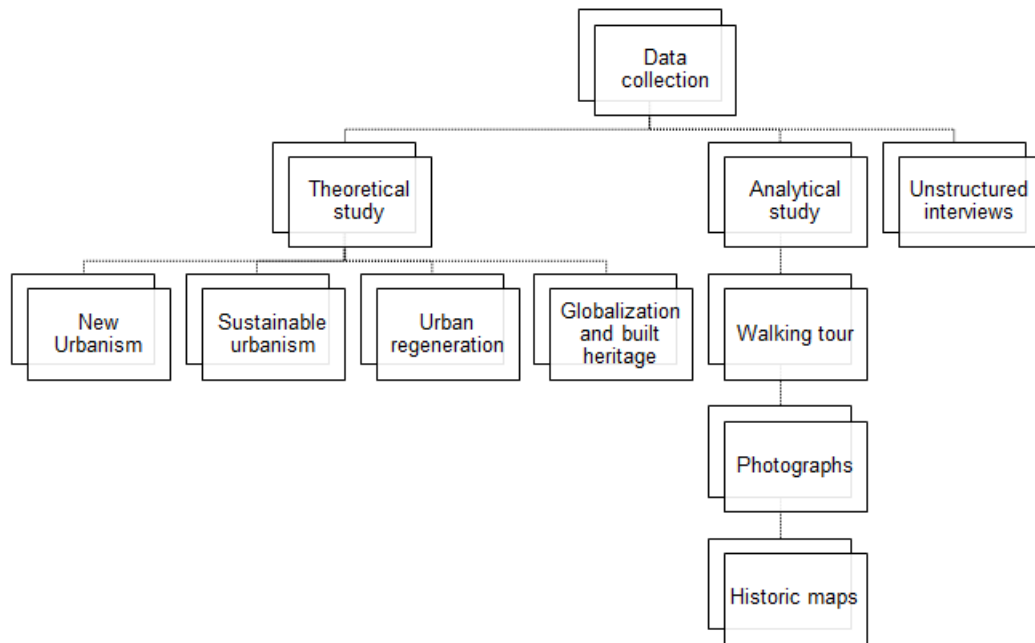 Data
collection
Theoretical
study
Analytical
study
Unstructured
interviews
New
Urbanism
Sustainable
urbanism
Urban
regeneration
Globalization
and built
heritage
Walking tour
Photographs
Historic maps